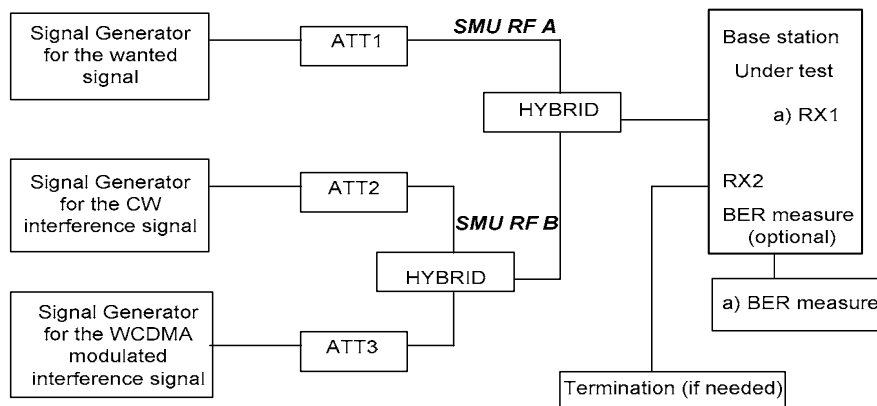 Signal Generator
for the wanted
signal
ATT1
SMU RF A
HYBRID
Base station
Under test
a) RX1
RX2
BER measure
(optional)
a) BER measure
Termination (if needed)
Signal Generator
for the CW
interference signal
ATT2
SMU RF B
HYBRID
Signal Generator
for the WCDMA
modulated
interference signal
ATT3